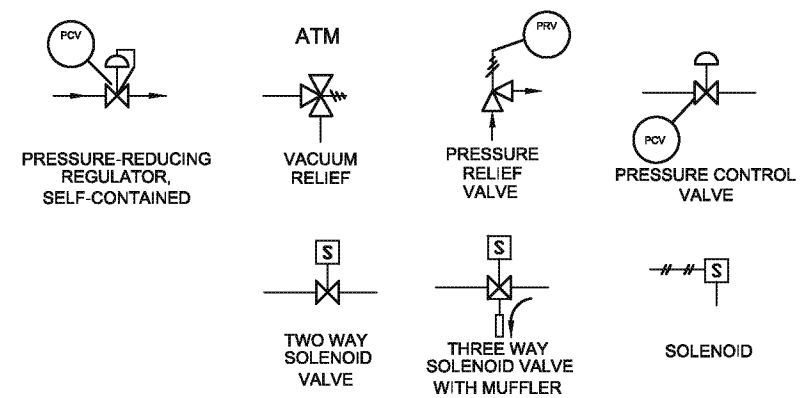 PCV
ATM
PRV
PCV
PRESSURE-REDUCING
REGULATOR,
SELF-CONTAINED
VACUUM
RELIEF
PRESSURE
RELIEF
VALVE
PRESSURE CONTROL
VALVE
S
S
S
TWO WAY
SOLENOID
VALVE
THREE WAY
SOLENOID VALVE
WITH MUFFLER
SOLENOID